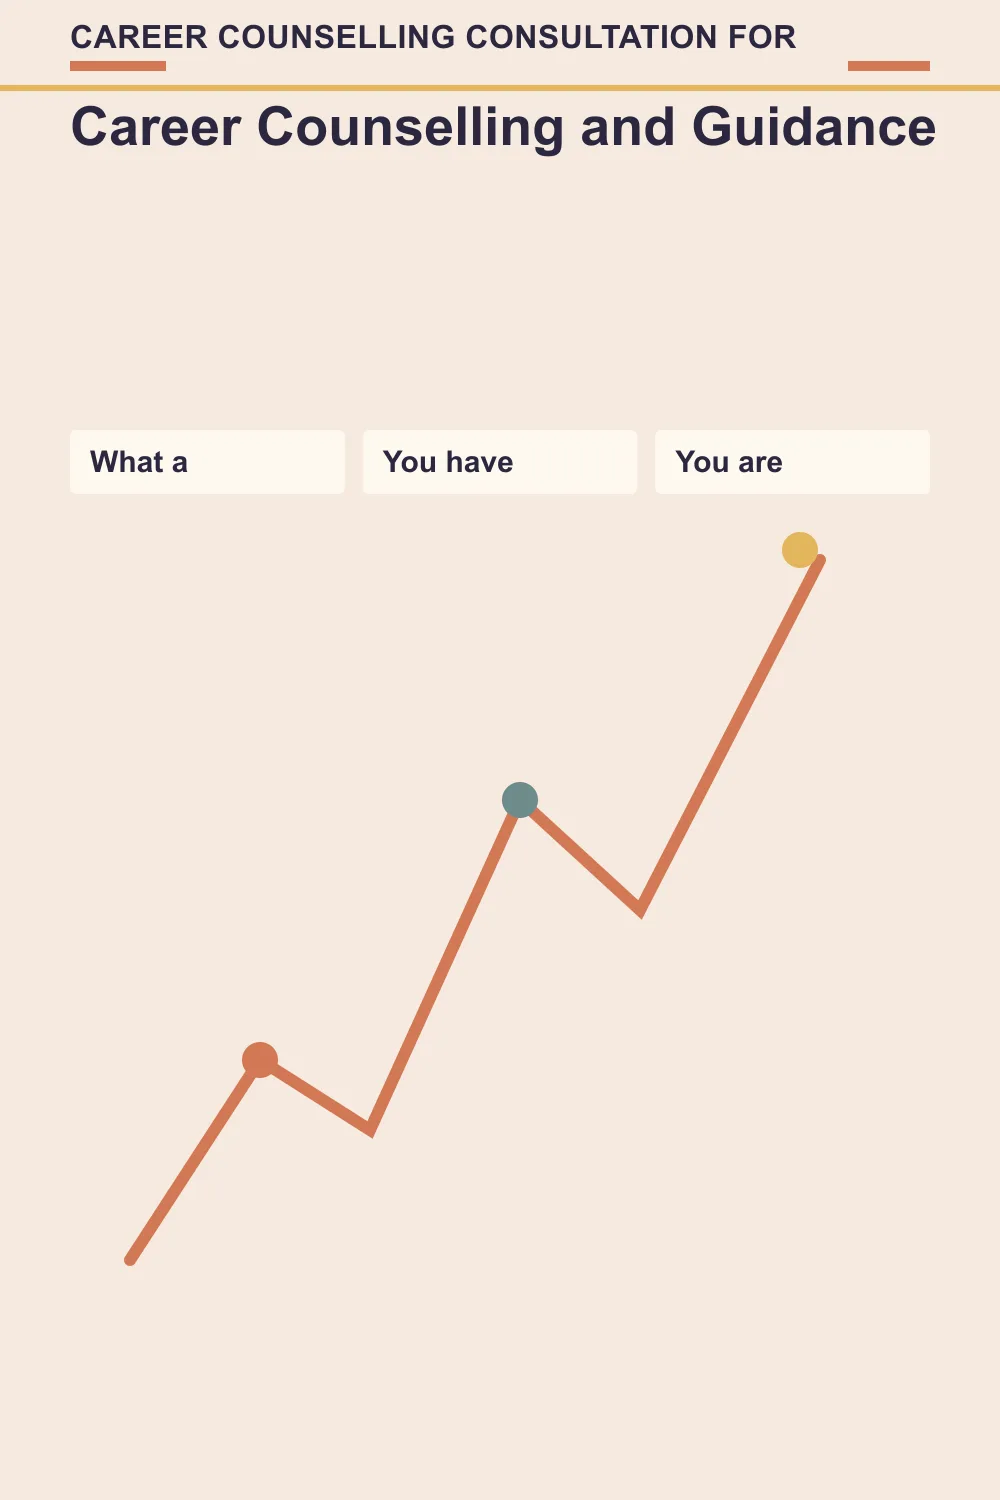 CAREER COUNSELLING CONSULTATION FOR
Career Counselling and Guidance
What a
You have
You are